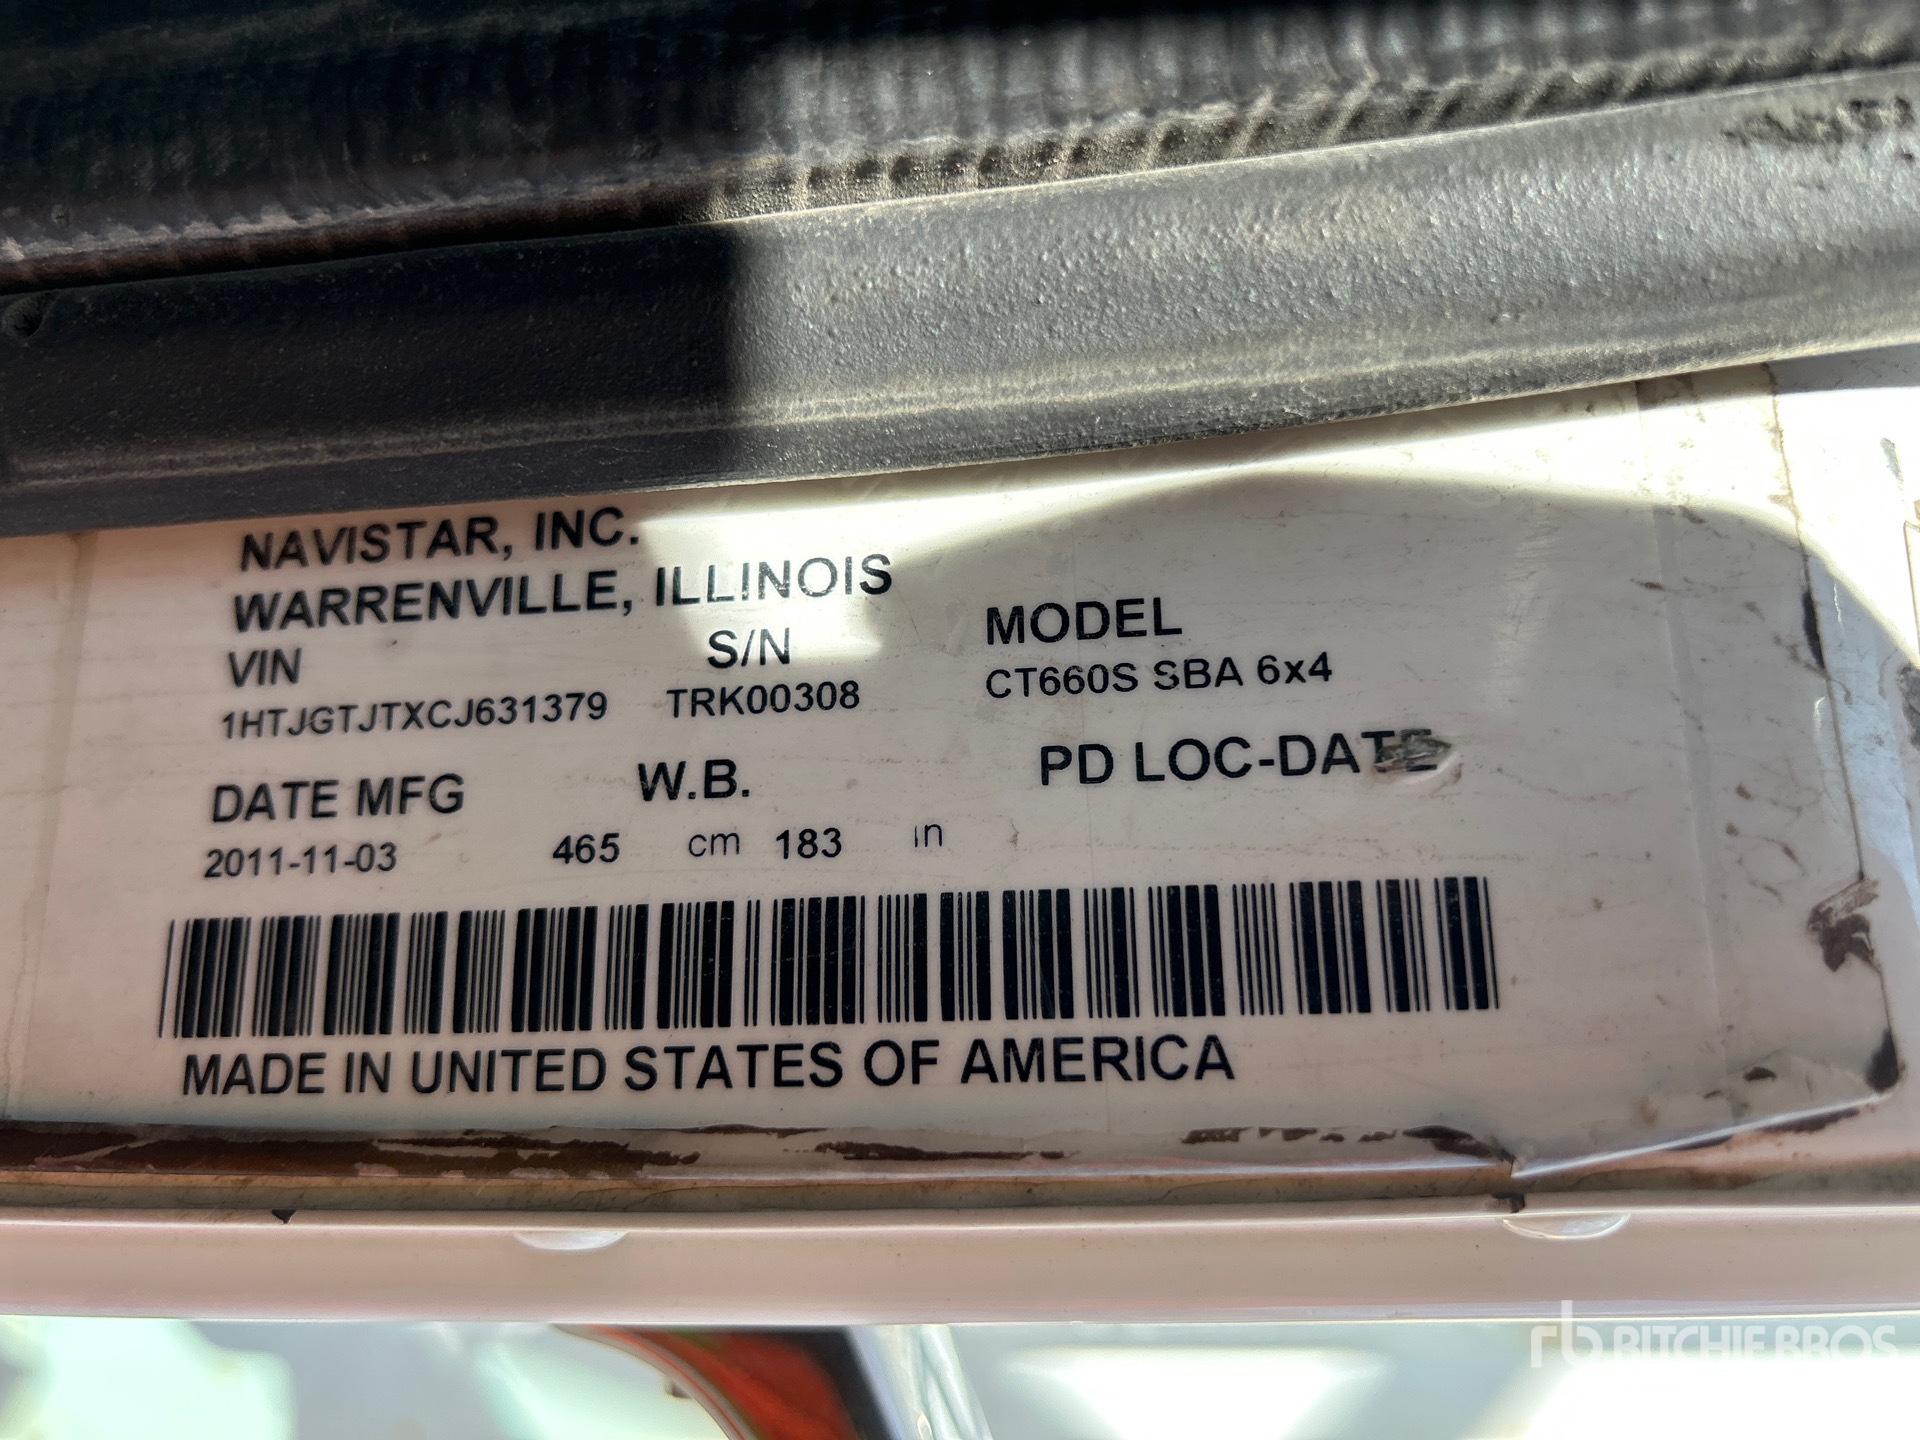 NAVISTAR, INC.
WARRENVILLE, ILLINOIS
VIN S/N MODEL
1HTJGTJTXCJ631379 TRK00308 CT660S SBA 6x4
DATE MFG W.B. PD LOC-DATE
2011-11-03 465 cm 183 in
MADE IN UNITED STATES OF AMERICA
rb RITCHIE BROS